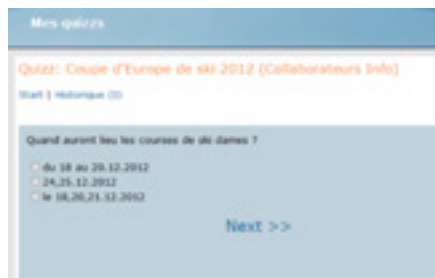 Mes quizzs
Quizz: Coupe d'Europe de ski 2012 (Collaborateurs Info)
Start | Historique (0)
Quand auront lieu les courses de ski dames ?
du 18 au 20.12.2012
24,25.12.2012
le 18,20,21.12.2012
Next >>